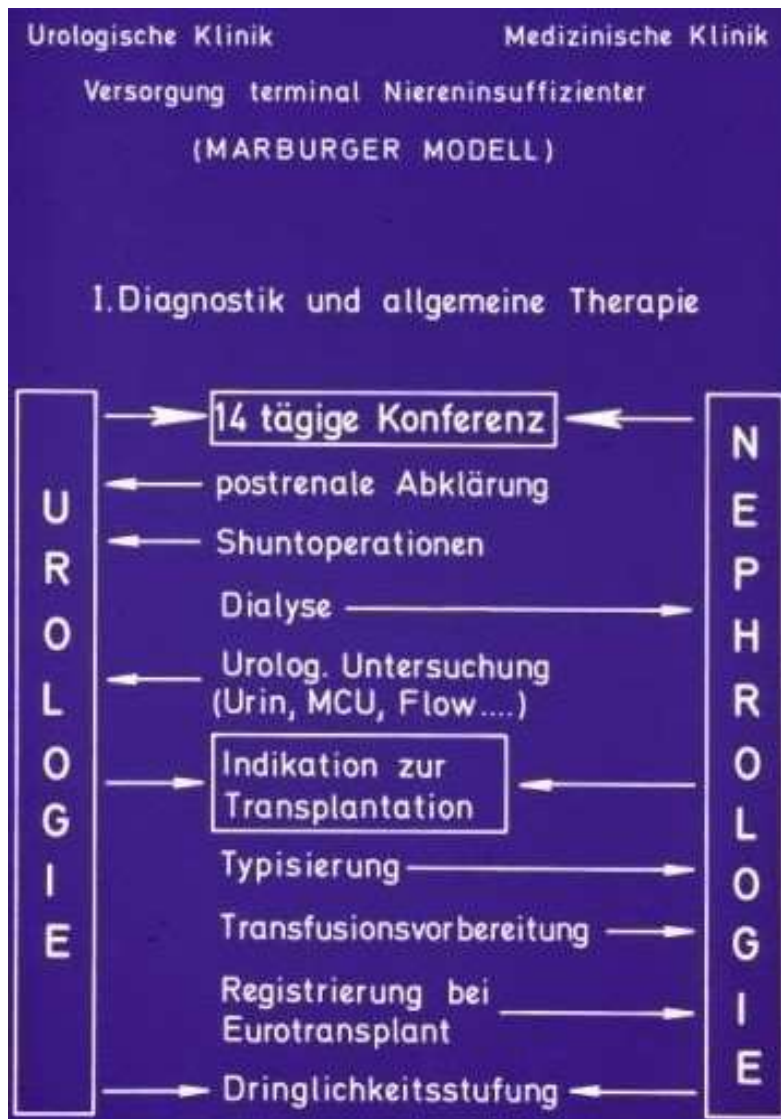 Urologische Klinik Medizinische Klinik
Versorgung terminal Niereninsuffizienter
(MARBURGER MODELL)
I. Diagnostik und allgemeine Therapie
UROLOGIE
14 tägige Konferenz
postrenale Abklärung
Shuntoperationen
Dialyse
Urolog. Untersuchung
(Urin, MCU, Flow....)
Indikation zur
Transplantation
Typisierung
Transfusionsvorbereitung
Registrierung bei
Eurotransplant
Dringlichkeitsstufung
NEPHROLOGIE